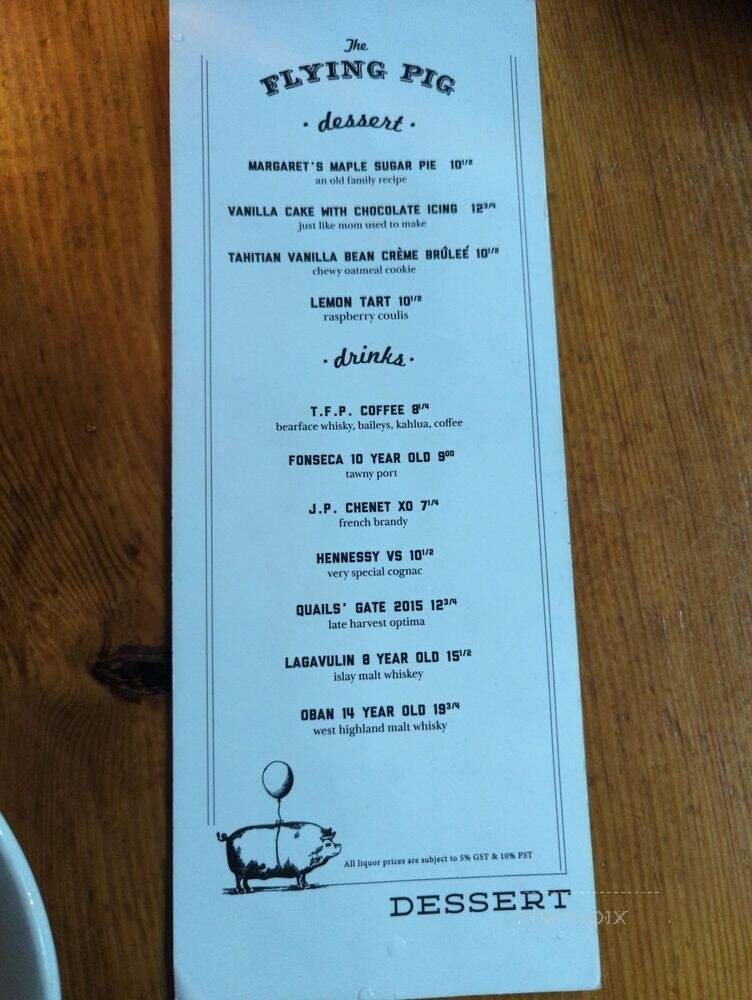 The
FLYING PIG
· dessert ·
MARGARET'S MAPLE SUGAR PIE 10 1/2
an old family recipe
VANILLA CAKE WITH CHOCOLATE ICING 12 3/4
just like mom used to make
TAHITIAN VANILLA BEAN CRÈME BRÛLEÉ 10 1/2
chewy oatmeal cookie
LEMON TART 10 1/2
raspberry coulis
· drinks ·
T.F.P. COFFEE 8 1/4
bearface whisky, baileys, kahlua, coffee
FONSECA 10 YEAR OLD 9 00
tawny port
J.P. CHENET XO 7 1/4
french brandy
HENNESSY VS 10 1/2
very special cognac
QUAILS' GATE 2015 12 3/4
late harvest optima
LAGAVULIN 8 YEAR OLD 15 1/2
islay malt whiskey
OBAN 14 YEAR OLD 19 3/4
west highland malt whisky
All liquor prices are subject to 5% GST & 10% PST
DESSERT